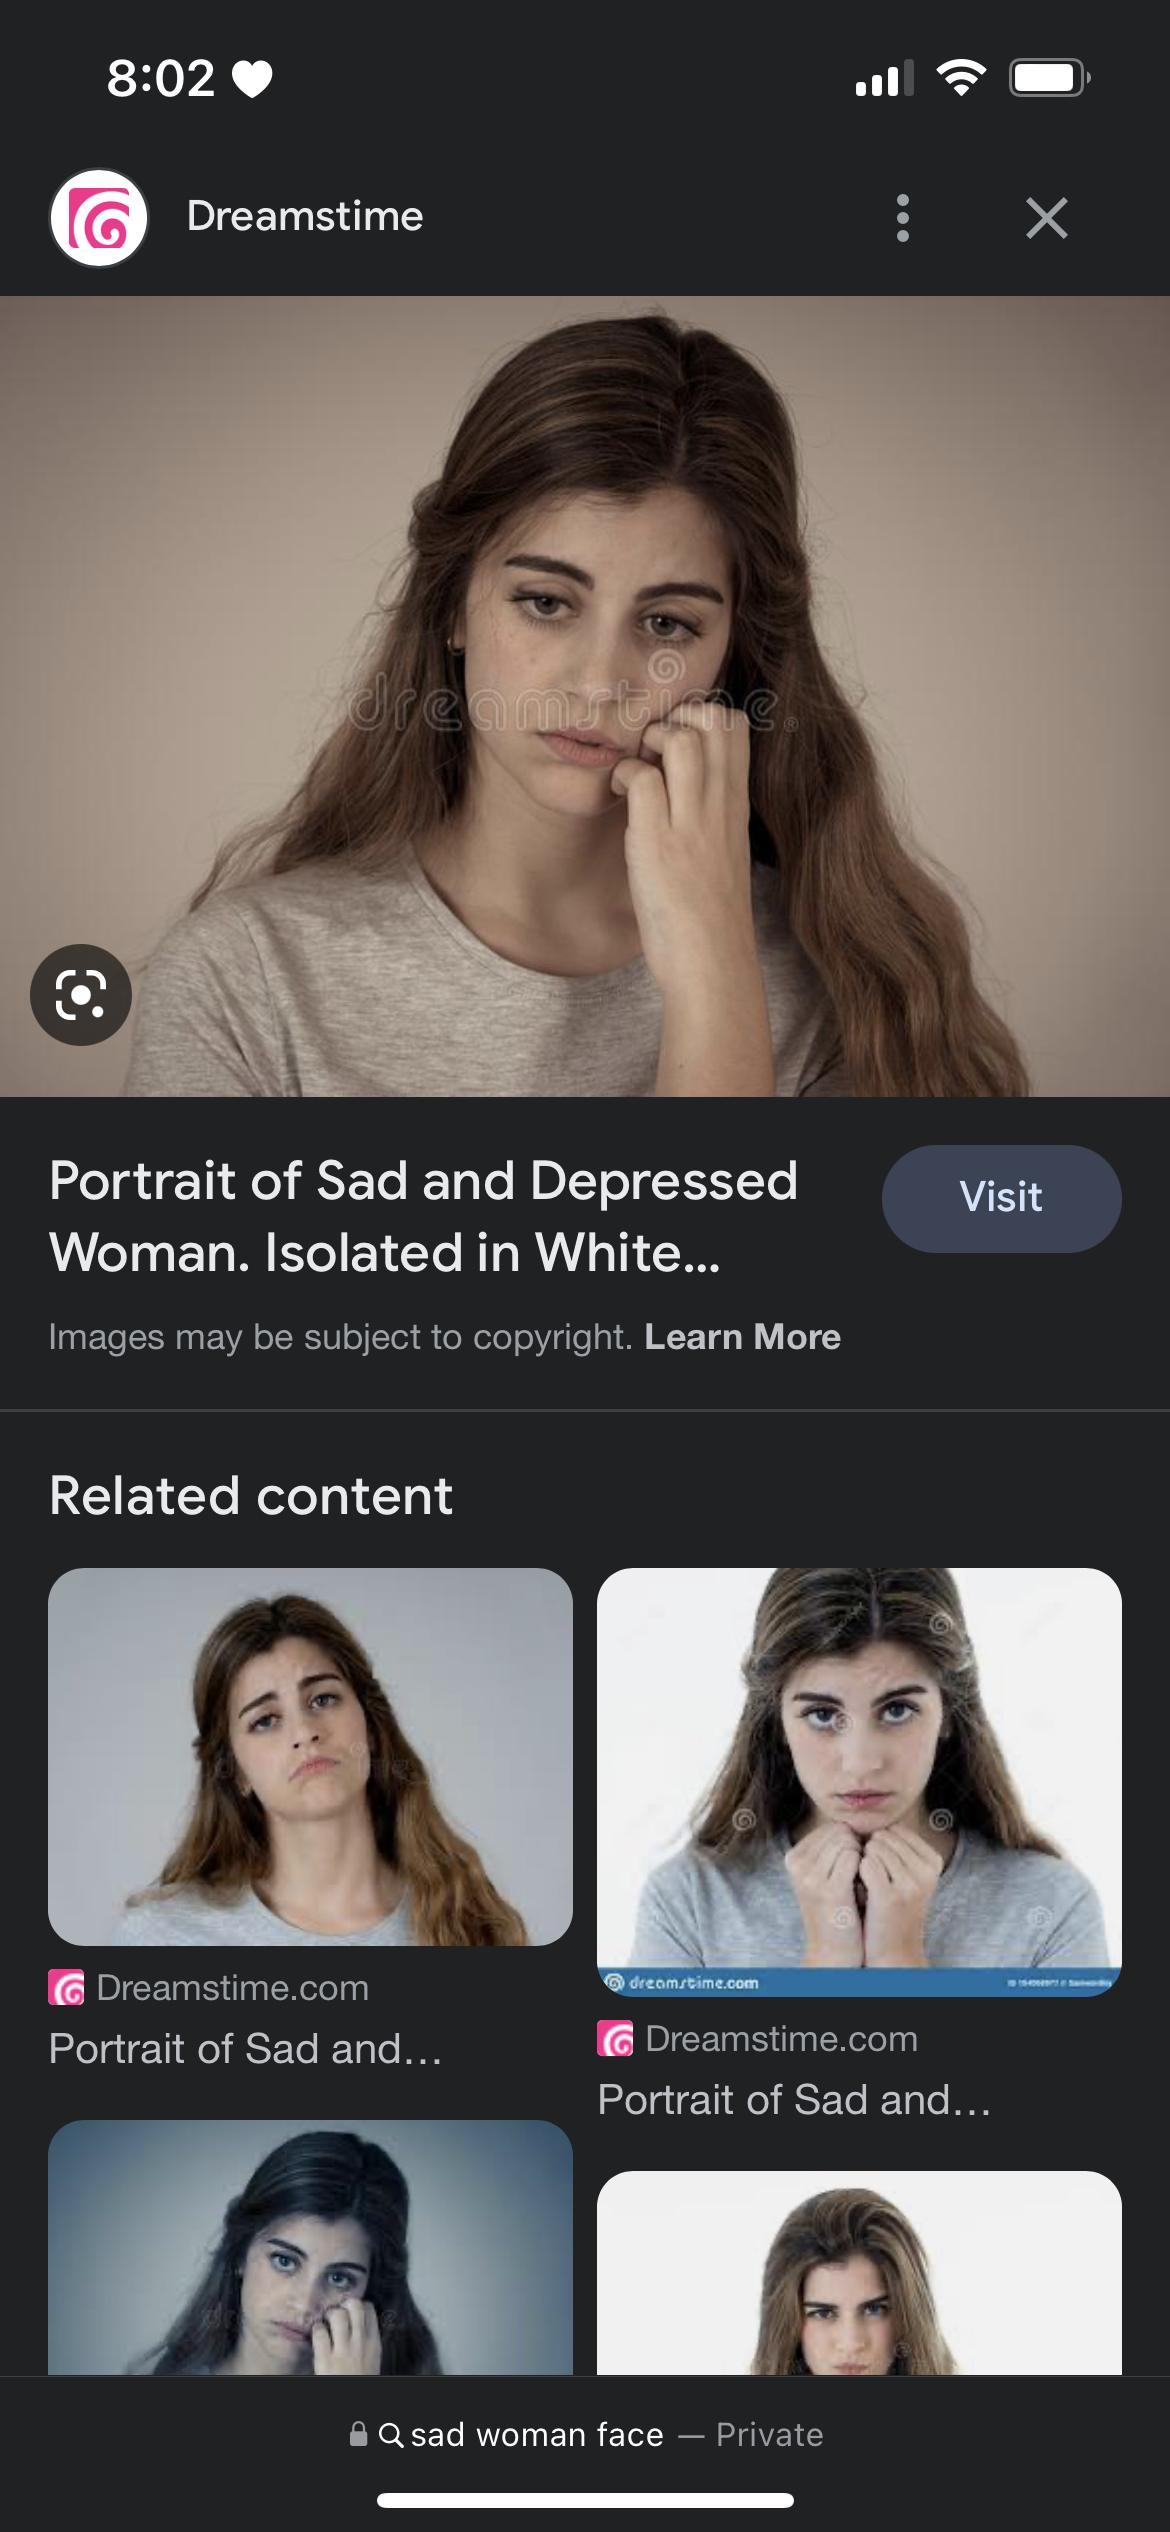 8:02
Dreamstime
dreamstime®
Portrait of Sad and Depressed
Woman. Isolated in White...
Visit
Images may be subject to copyright. Learn More
Related content
dreamstime.com
Dreamstime.com
Portrait of Sad and...
Dreamstime.com
Portrait of Sad and...
sad woman face — Private